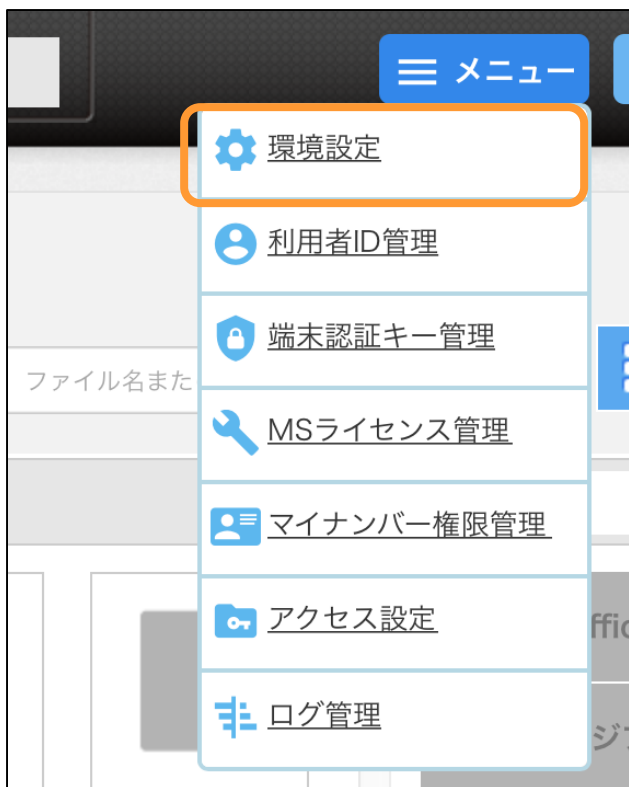 メニュー
環境設定
利用者ID管理
端末認証キー管理
ファイル名また
MSライセンス管理
マイナンバー権限管理
アクセス設定
ffic
ログ管理